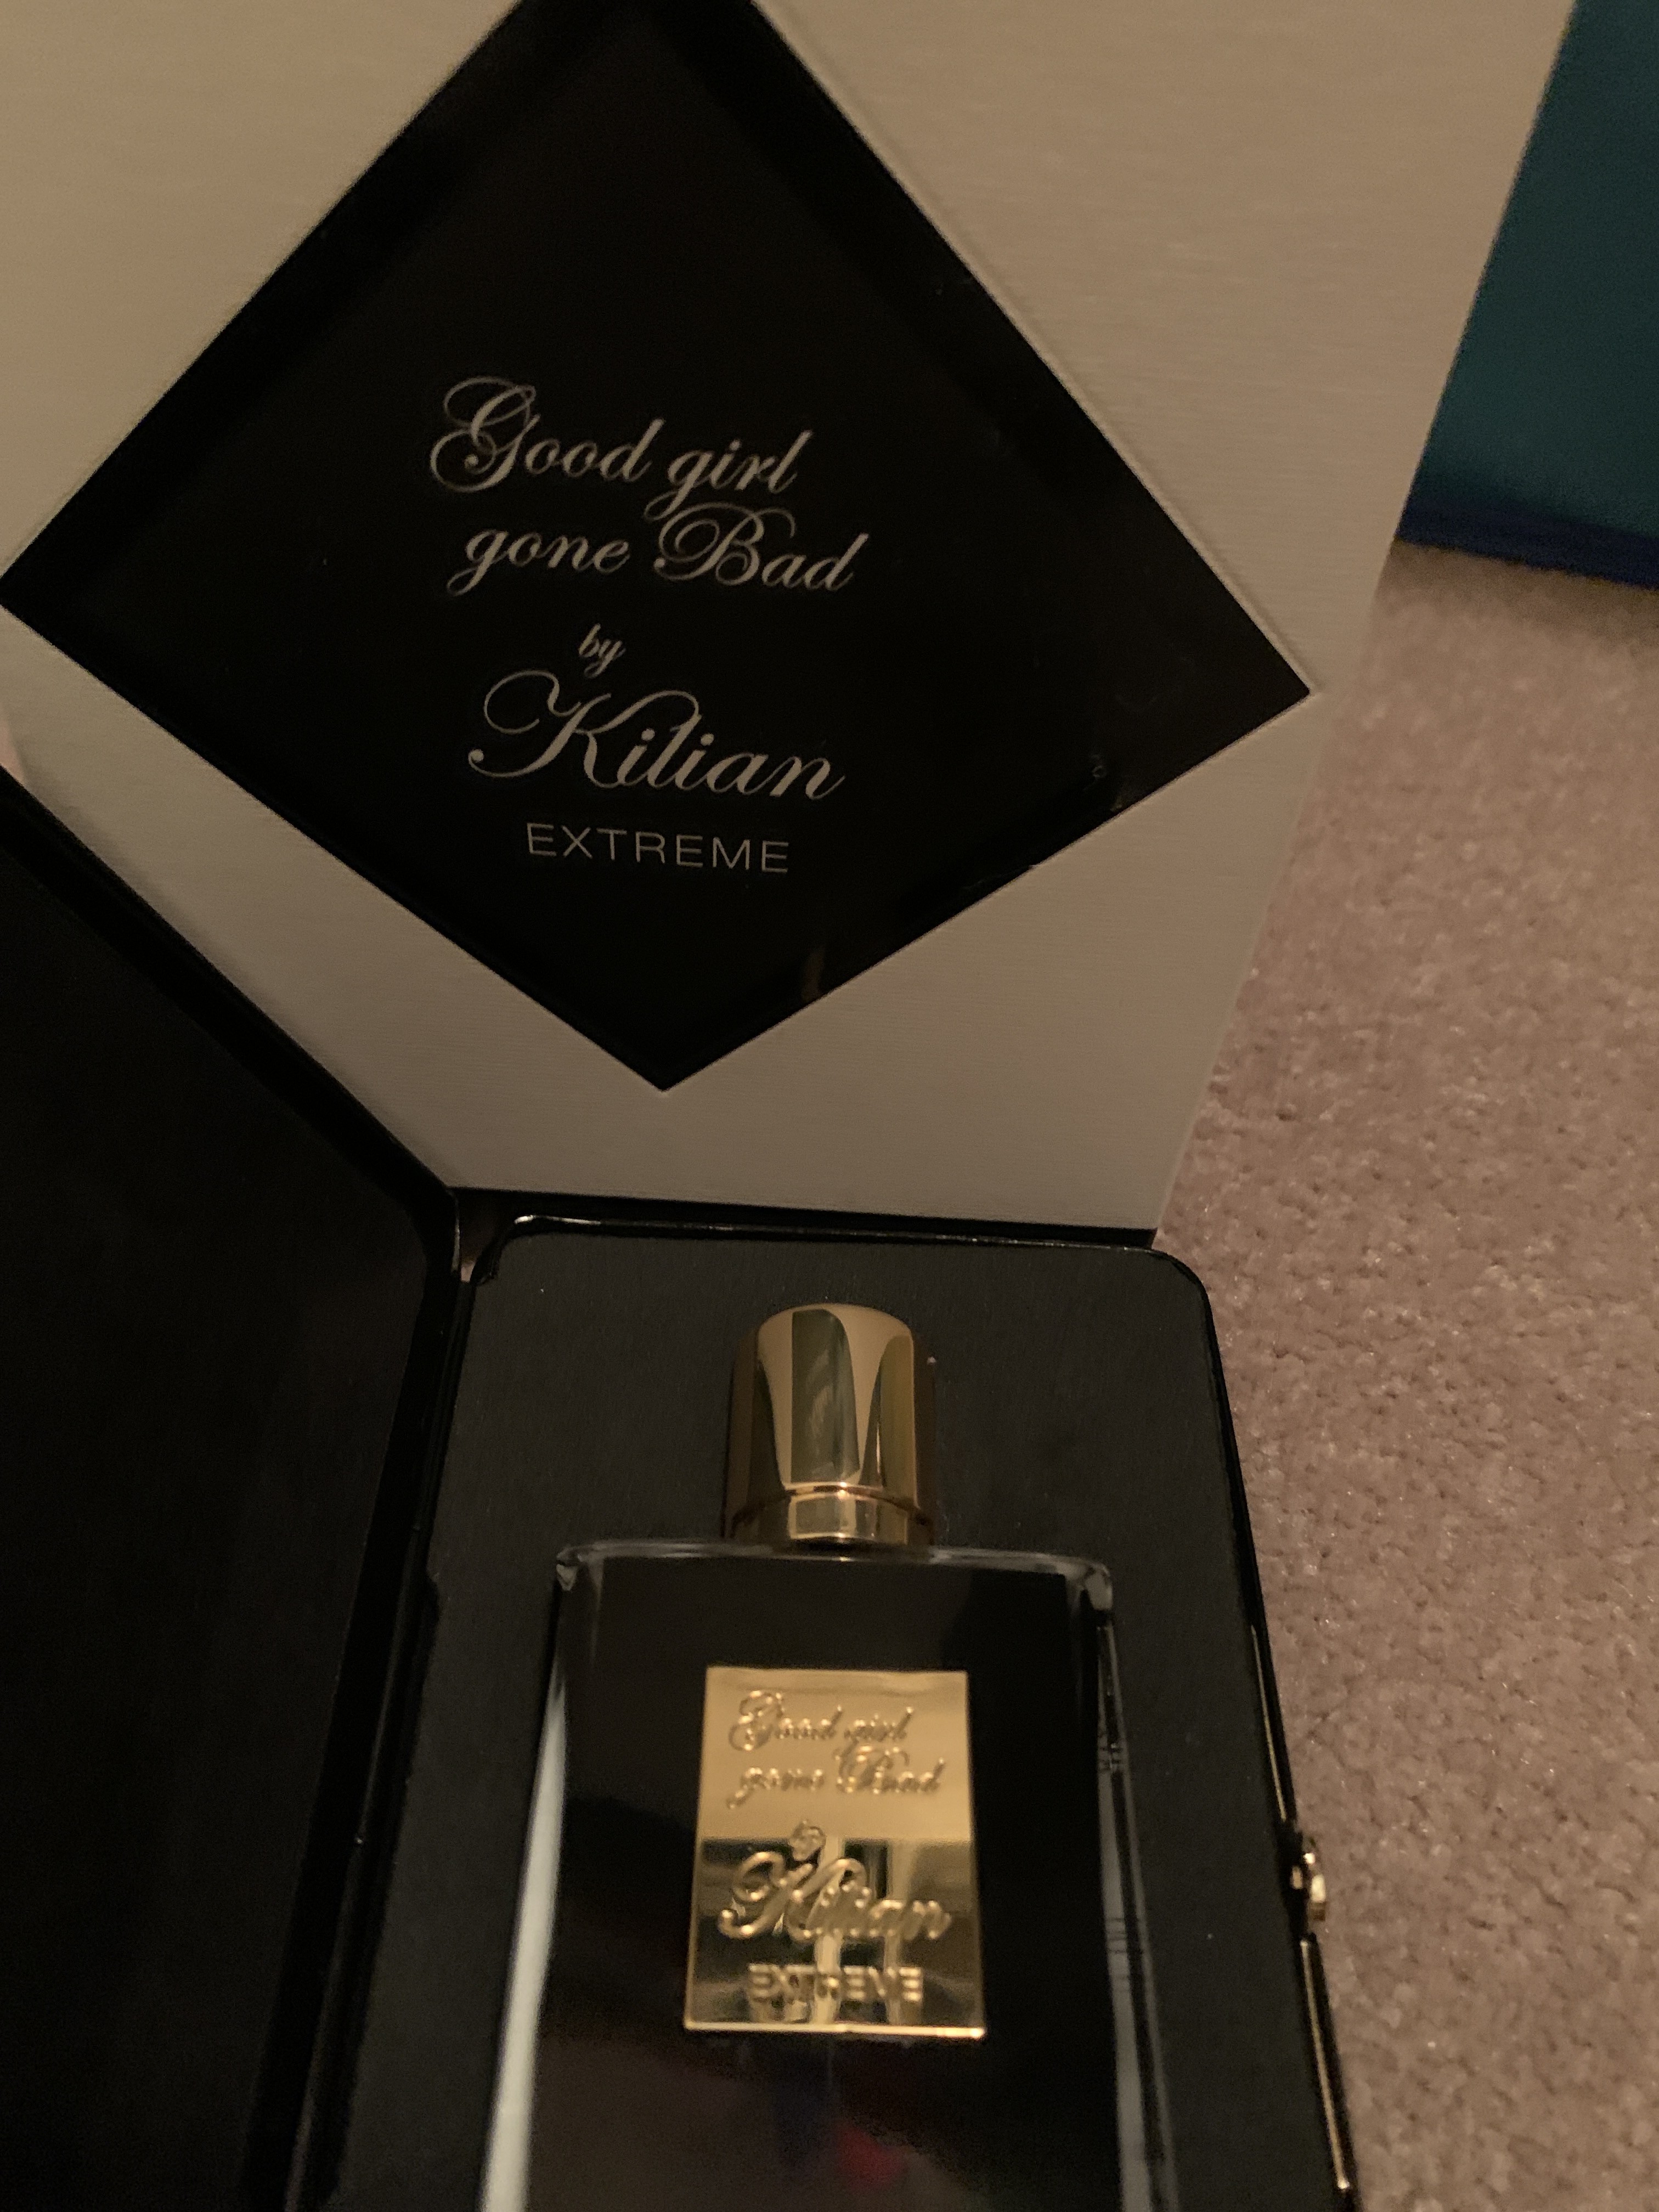 Good girl
gone Bad
by
Kilian
EXTREME
Good girl
gone Bad
by
Kilian
EXTREME